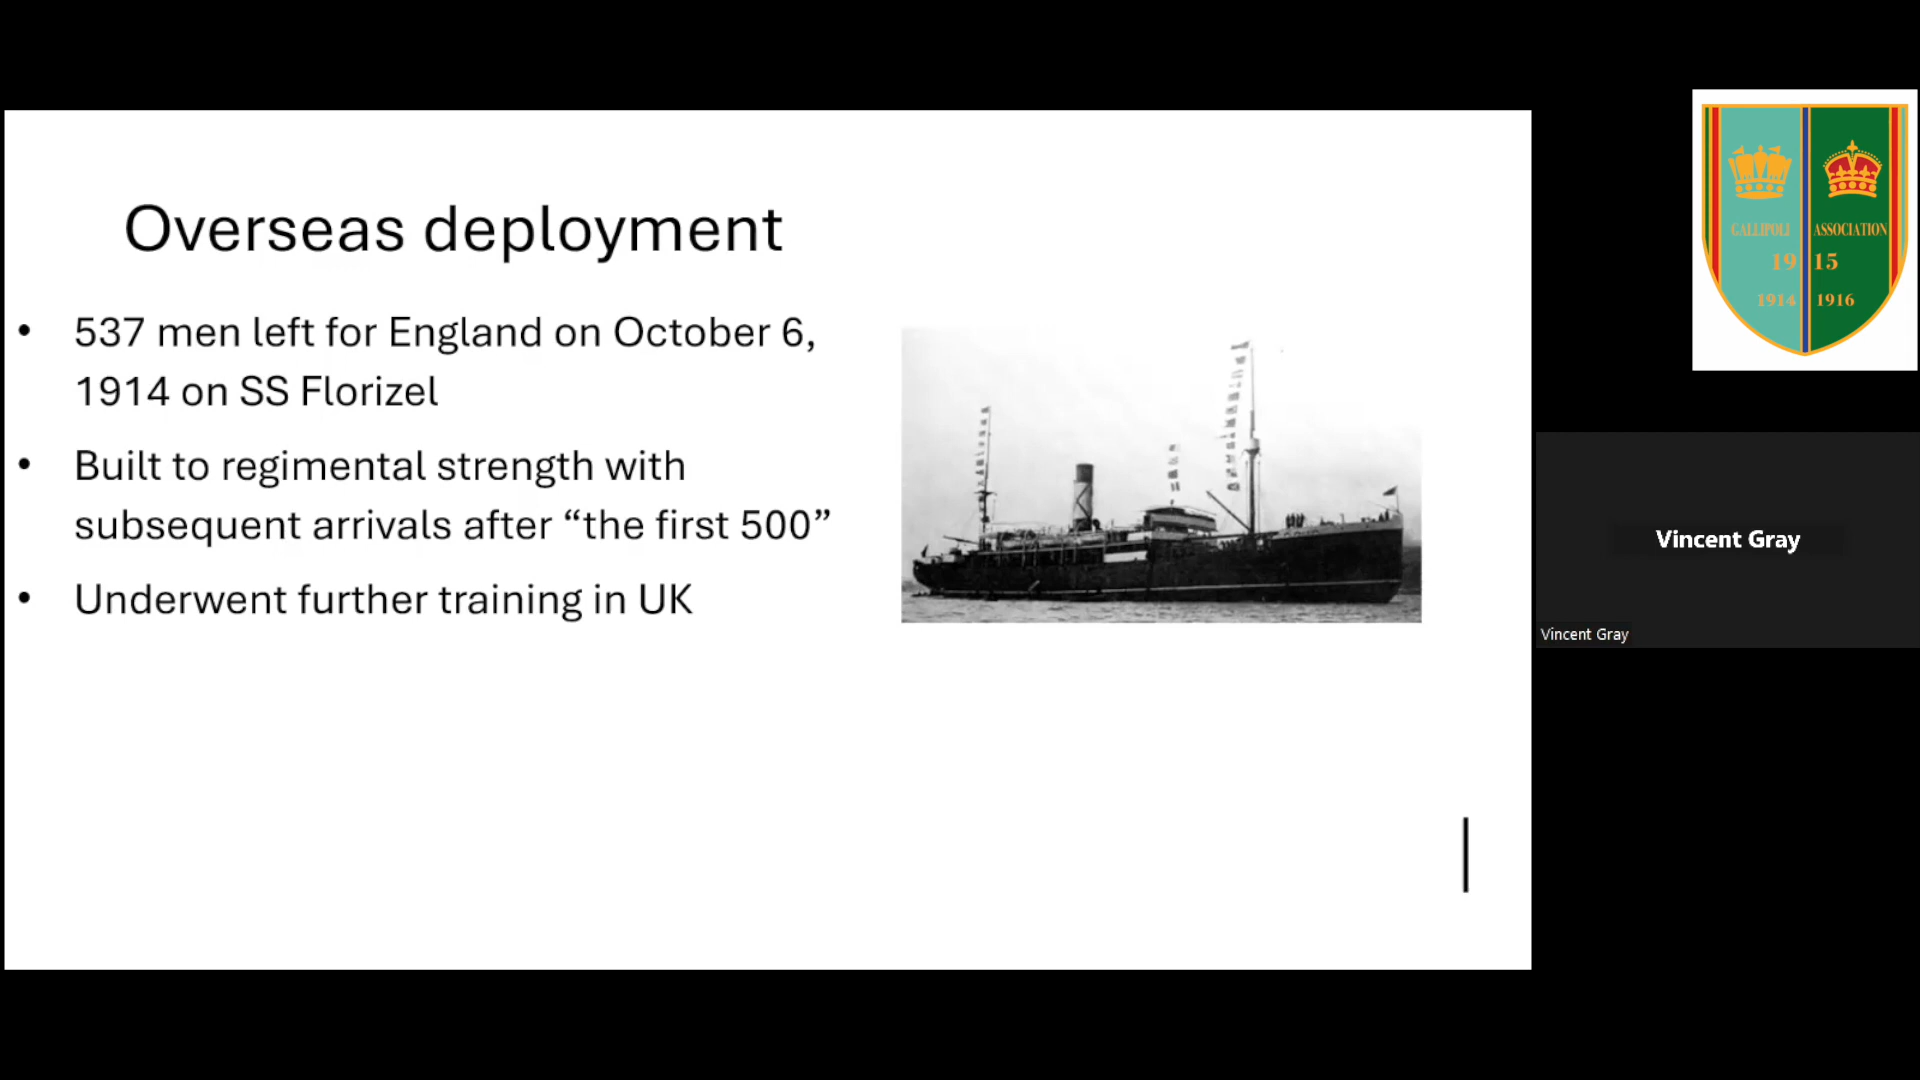 Overseas deployment
• 537 men left for England on October 6,
1914 on SS Florizel
• Built to regimental strength with
subsequent arrivals after “the first 500”
• Underwent further training in UK
GALLIPOLI ASSOCIATION
19 15
1914 1916
Vincent Gray
Vincent Gray